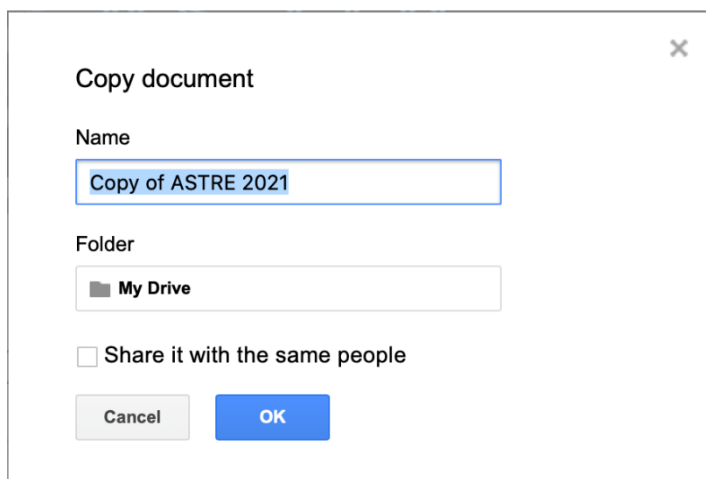 Copy document
Name
Copy of ASTRE 2021
Folder
My Drive
Share it with the same people
Cancel
OK